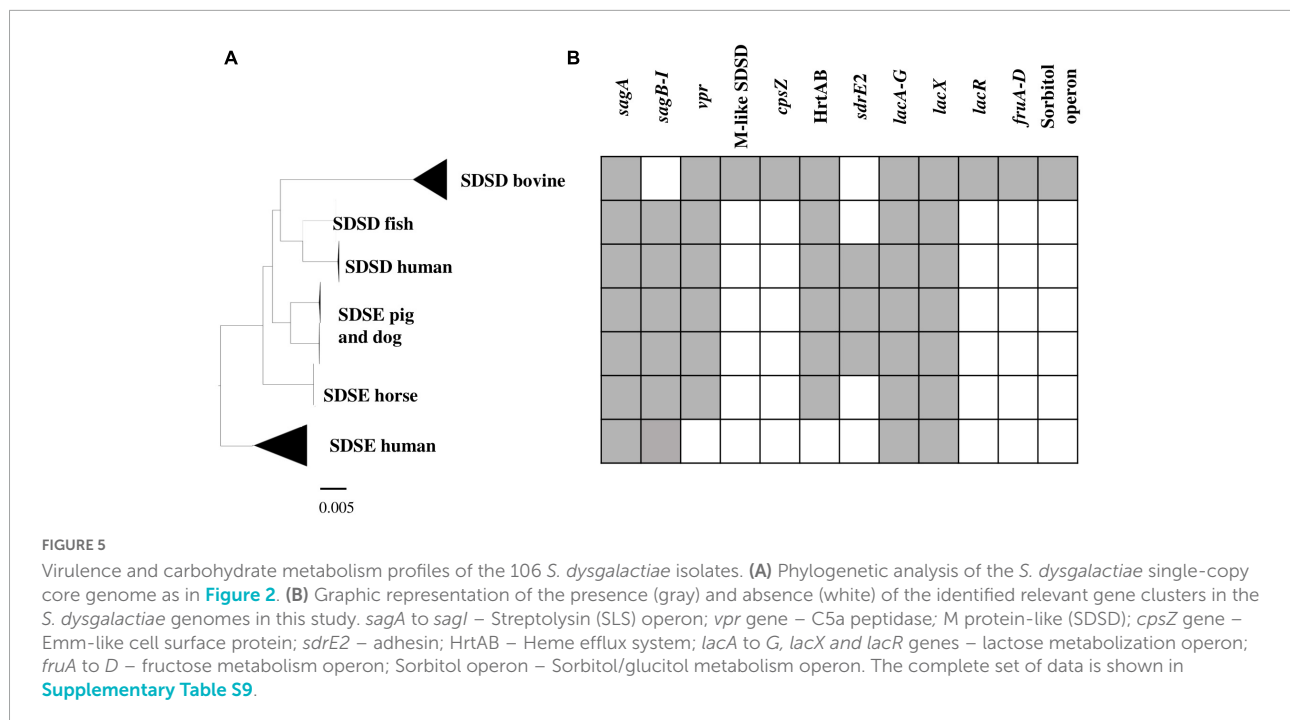 A
B
sagA
sagB-I
vpr
M-like SDSD
cpsZ
HrtAB
sdrE2
lacA-G
lacX
lacR
fruA-D
Sorbitol
operon
SDSD bovine
SDSD fish
SDSD human
SDSE pig
and dog
SDSE horse
SDSE human
0.005
FIGURE 5
Virulence and carbohydrate metabolism profiles of the 106 S. dysgalactiae isolates. (A) Phylogenetic analysis of the S. dysgalactiae single-copy
core genome as in Figure 2. (B) Graphic representation of the presence (gray) and absence (white) of the identified relevant gene clusters in the
S. dysgalactiae genomes in this study. sagA to sagI – Streptolysin (SLS) operon; vpr gene – C5a peptidase; M protein-like (SDSD); cpsZ gene –
Emm-like cell surface protein; sdrE2 – adhesin; HrtAB – Heme efflux system; lacA to G, lacX and lacR genes – lactose metabolization operon;
fruA to D – fructose metabolism operon; Sorbitol operon – Sorbitol/glucitol metabolism operon. The complete set of data is shown in
Supplementary Table S9.